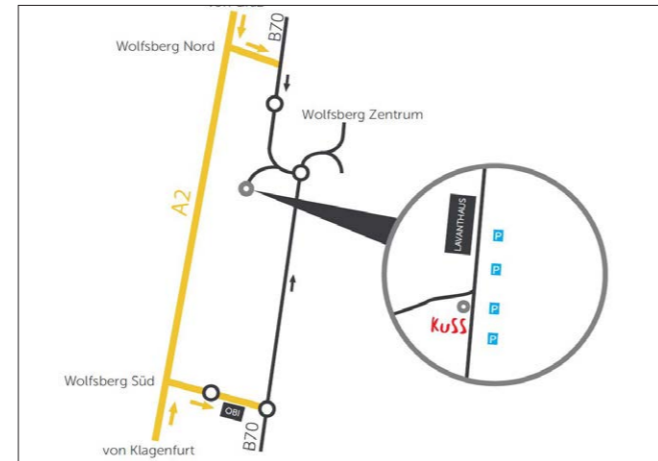 B70
Wolfsberg Nord
Wolfsberg Zentrum
A2
LAVANTHAUS
P
P
P
P
KUSS
Wolfsberg Süd
OBI
B70
von Klagenfurt